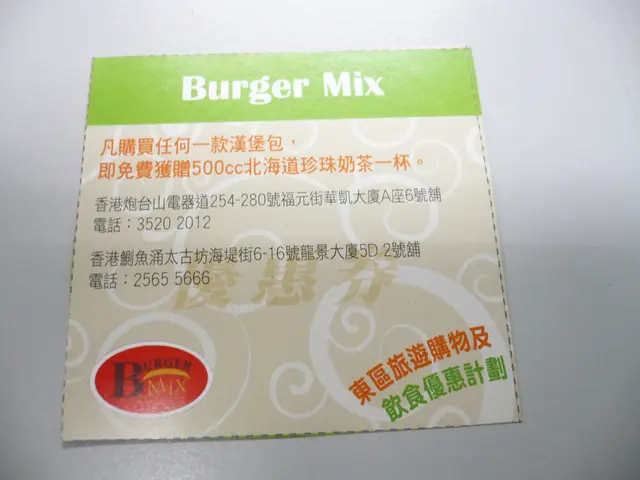 Burger Mix
凡購買任何一款漢堡包，
即免費獲贈500cc北海道珍珠奶茶一杯。
香港炮台山電器道254-280號福元街華凱大廈A座6號舖
電話：3520 2012
香港鰂魚涌太古坊海堤街6-16號龍景大廈5D 2號舖
電話：2565 5666
優惠券
BURGER
MIX
東區旅遊購物及
飲食優惠計劃